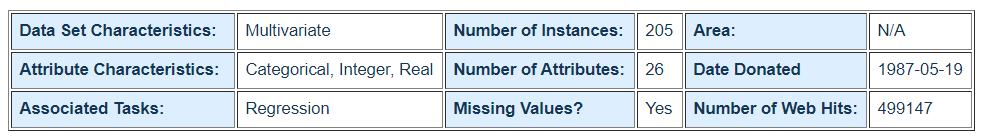 Data Set Characteristics: Multivariate Number of Instances: 205 Area: N/A
Attribute Characteristics: Categorical, Integer, Real Number of Attributes: 26 Date Donated 1987-05-19
Associated Tasks: Regression Missing Values? Yes Number of Web Hits: 499147